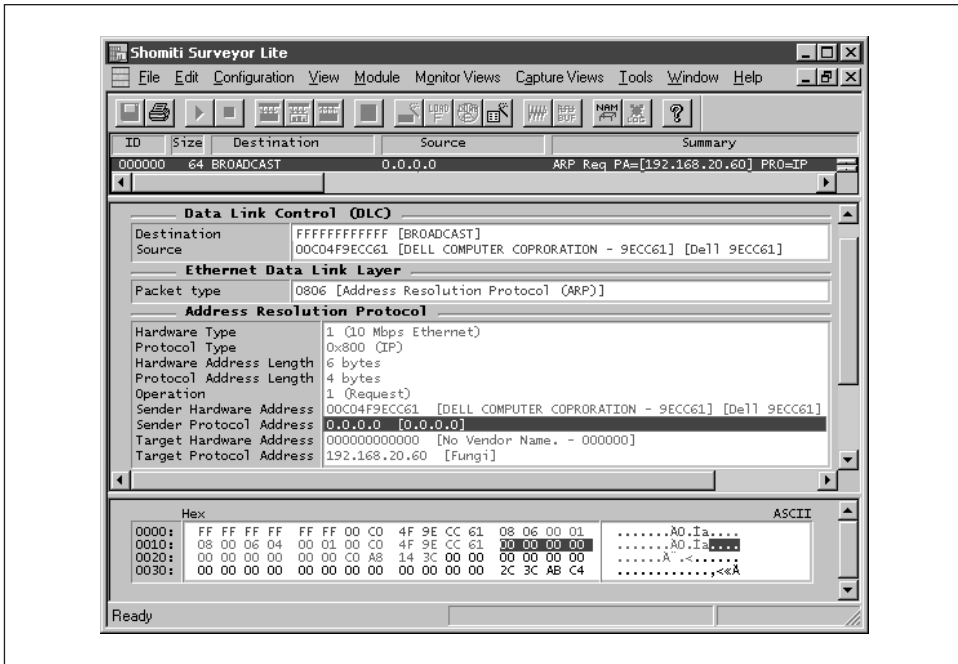 Shomiti Surveyor Lite
File Edit Configuration View Module Monitor Views Capture Views Tools Window Help
LOAD NAM BUF LOG ?
ID Size Destination Source Summary
000000 64 BROADCAST 0.0.0.0 ARP Req PA=[192.168.20.60] PRO=IP
Data Link Control (DLC)
Destination FFFFFFFFFFFF [BROADCAST]
Source 00C04F9ECC61 [DELL COMPUTER COPRORATION - 9ECC61] [Dell 9ECC61]
Ethernet Data Link Layer
Packet type 0806 [Address Resolution Protocol (ARP)]
Address Resolution Protocol
Hardware Type 1 (10 Mbps Ethernet)
Protocol Type 0x800 (IP)
Hardware Address Length 6 bytes
Protocol Address Length 4 bytes
Operation 1 (Request)
Sender Hardware Address 00C04F9ECC61 [DELL COMPUTER COPRORATION - 9ECC61] [Dell 9ECC61]
Sender Protocol Address 0.0.0.0 [0.0.0.0]
Target Hardware Address 000000000000 [No Vendor Name. - 000000]
Target Protocol Address 192.168.20.60 [Fungi]
Hex ASCII
0000: FF FF FF FF FF FF 00 C0 4F 9E CC 61 08 06 00 01 .......ÀO.Ìa....
0010: 08 00 06 04 00 01 00 C0 4F 9E CC 61 00 00 00 00 .......ÀO.Ìa....
0020: 00 00 00 00 00 00 C0 A8 14 3C 00 00 00 00 00 00 ......À¨.<......
0030: 00 00 00 00 00 00 00 00 00 00 00 00 2C 3C AB C4 ............,<«Ä
Ready